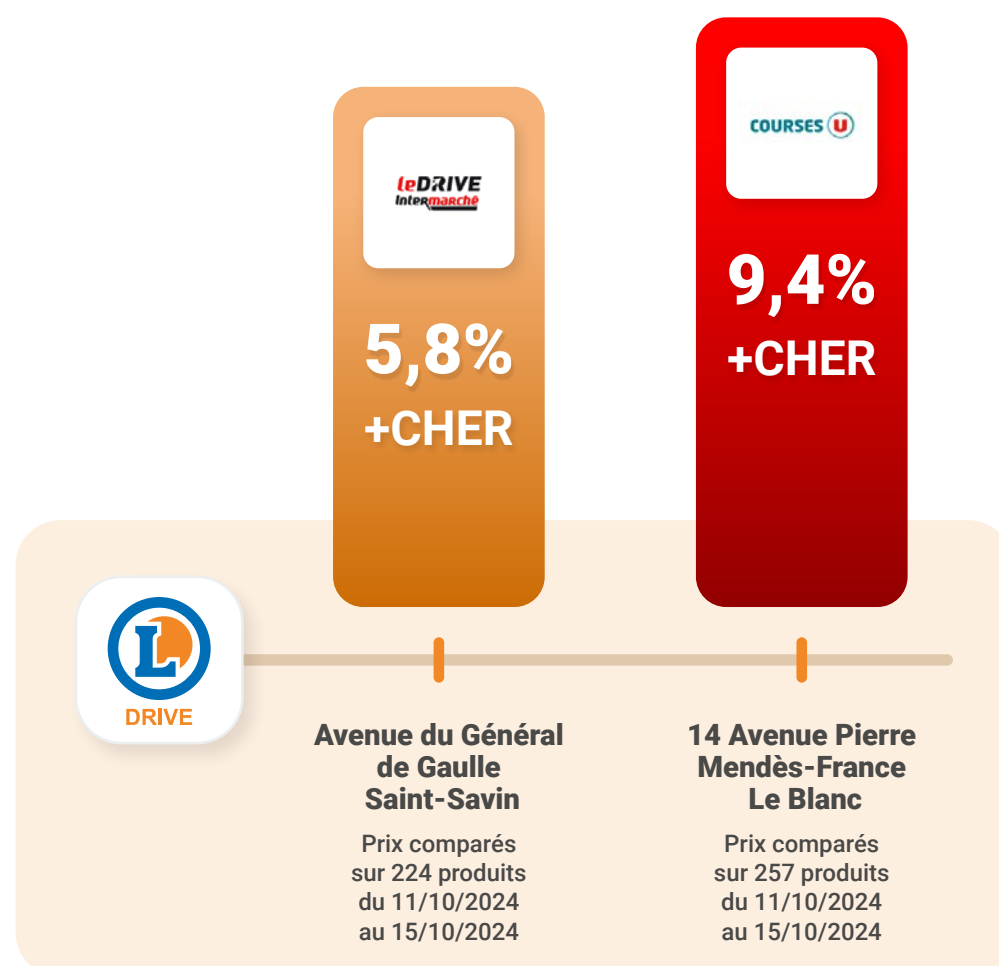 leDRIVE
Intermarché
5,8%
+CHER
COURSES U
9,4%
+CHER
L
DRIVE
Avenue du Général
de Gaulle
Saint-Savin
Prix comparés
sur 224 produits
du 11/10/2024
au 15/10/2024
14 Avenue Pierre
Mendès-France
Le Blanc
Prix comparés
sur 257 produits
du 11/10/2024
au 15/10/2024